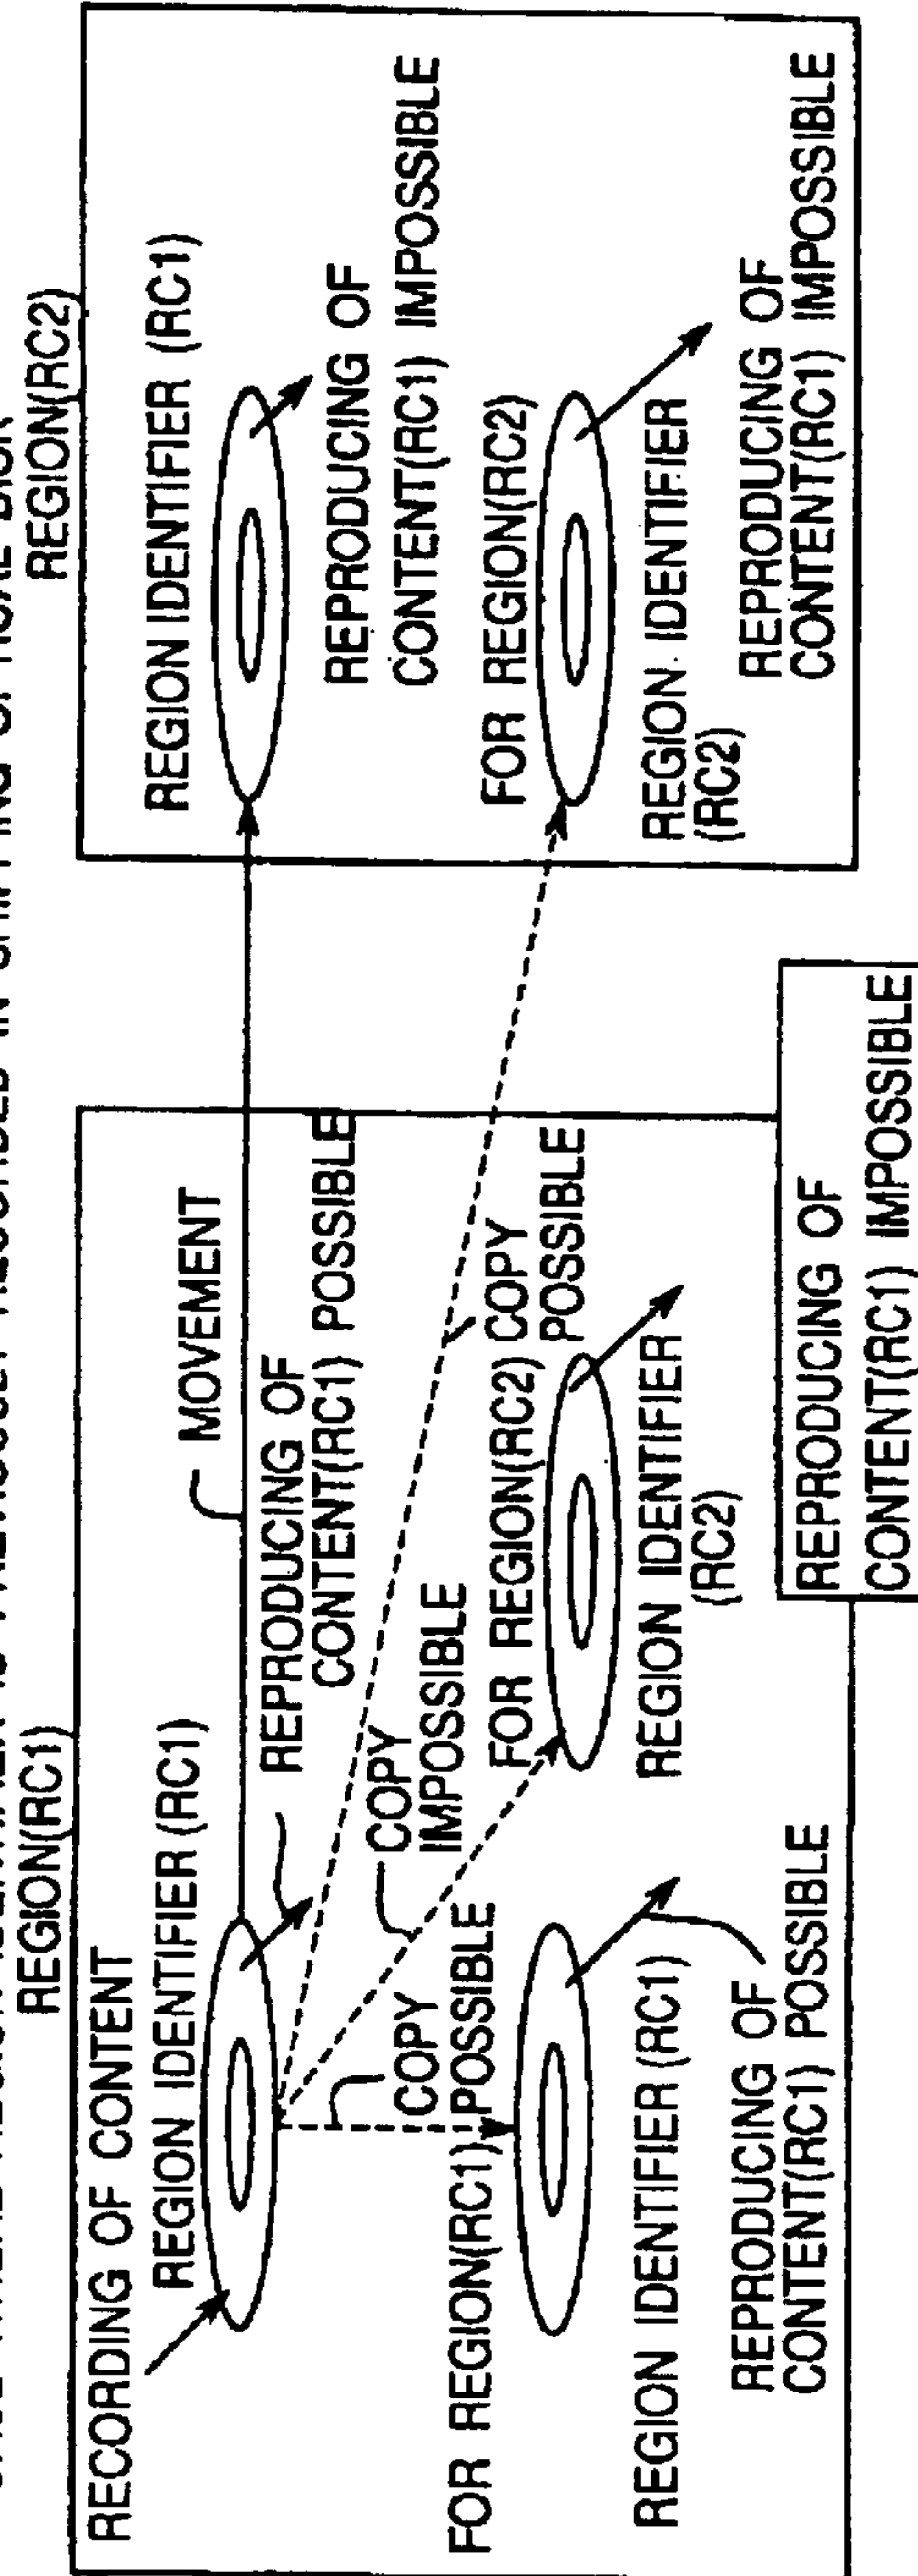 REGION(RC1)
RECORDING OF CONTENT
REGION IDENTIFIER (RC1)
MOVEMENT
REPRODUCING OF
CONTENT(RC1) POSSIBLE
COPY
IMPOSSIBLE
COPY
POSSIBLE
FOR REGION(RC1)
COPY
POSSIBLE
FOR REGION(RC2)
REGION IDENTIFIER (RC1)
REPRODUCING OF
CONTENT(RC1) POSSIBLE
REGION IDENTIFIER
(RC2)
REPRODUCING OF
CONTENT(RC1) IMPOSSIBLE
REGION(RC2)
REGION IDENTIFIER (RC1)
REPRODUCING OF
CONTENT(RC1) IMPOSSIBLE
FOR REGION(RC2)
REGION IDENTIFIER
(RC2)
REPRODUCING OF
CONTENT(RC1) IMPOSSIBLE